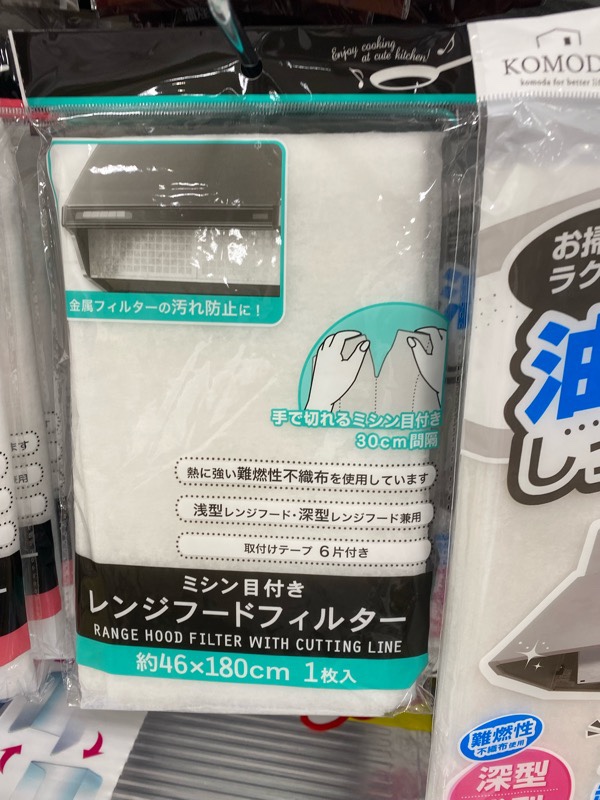 Enjoy cooking
at cute kitchen!
金属フィルターの汚れ防止に！
手で切れるミシン目付き
30cm間隔
熱に強い難燃性不織布を使用しています
浅型レンジフード・深型レンジフード兼用
取付けテープ 6片付き
ミシン目付き
レンジフードフィルター
RANGE HOOD FILTER WITH CUTTING LINE
約46×180cm 1枚入
KOMOD
komoda for better
お掃
ラク
油
し
難燃性
不織布使用
深型
ます
兼用